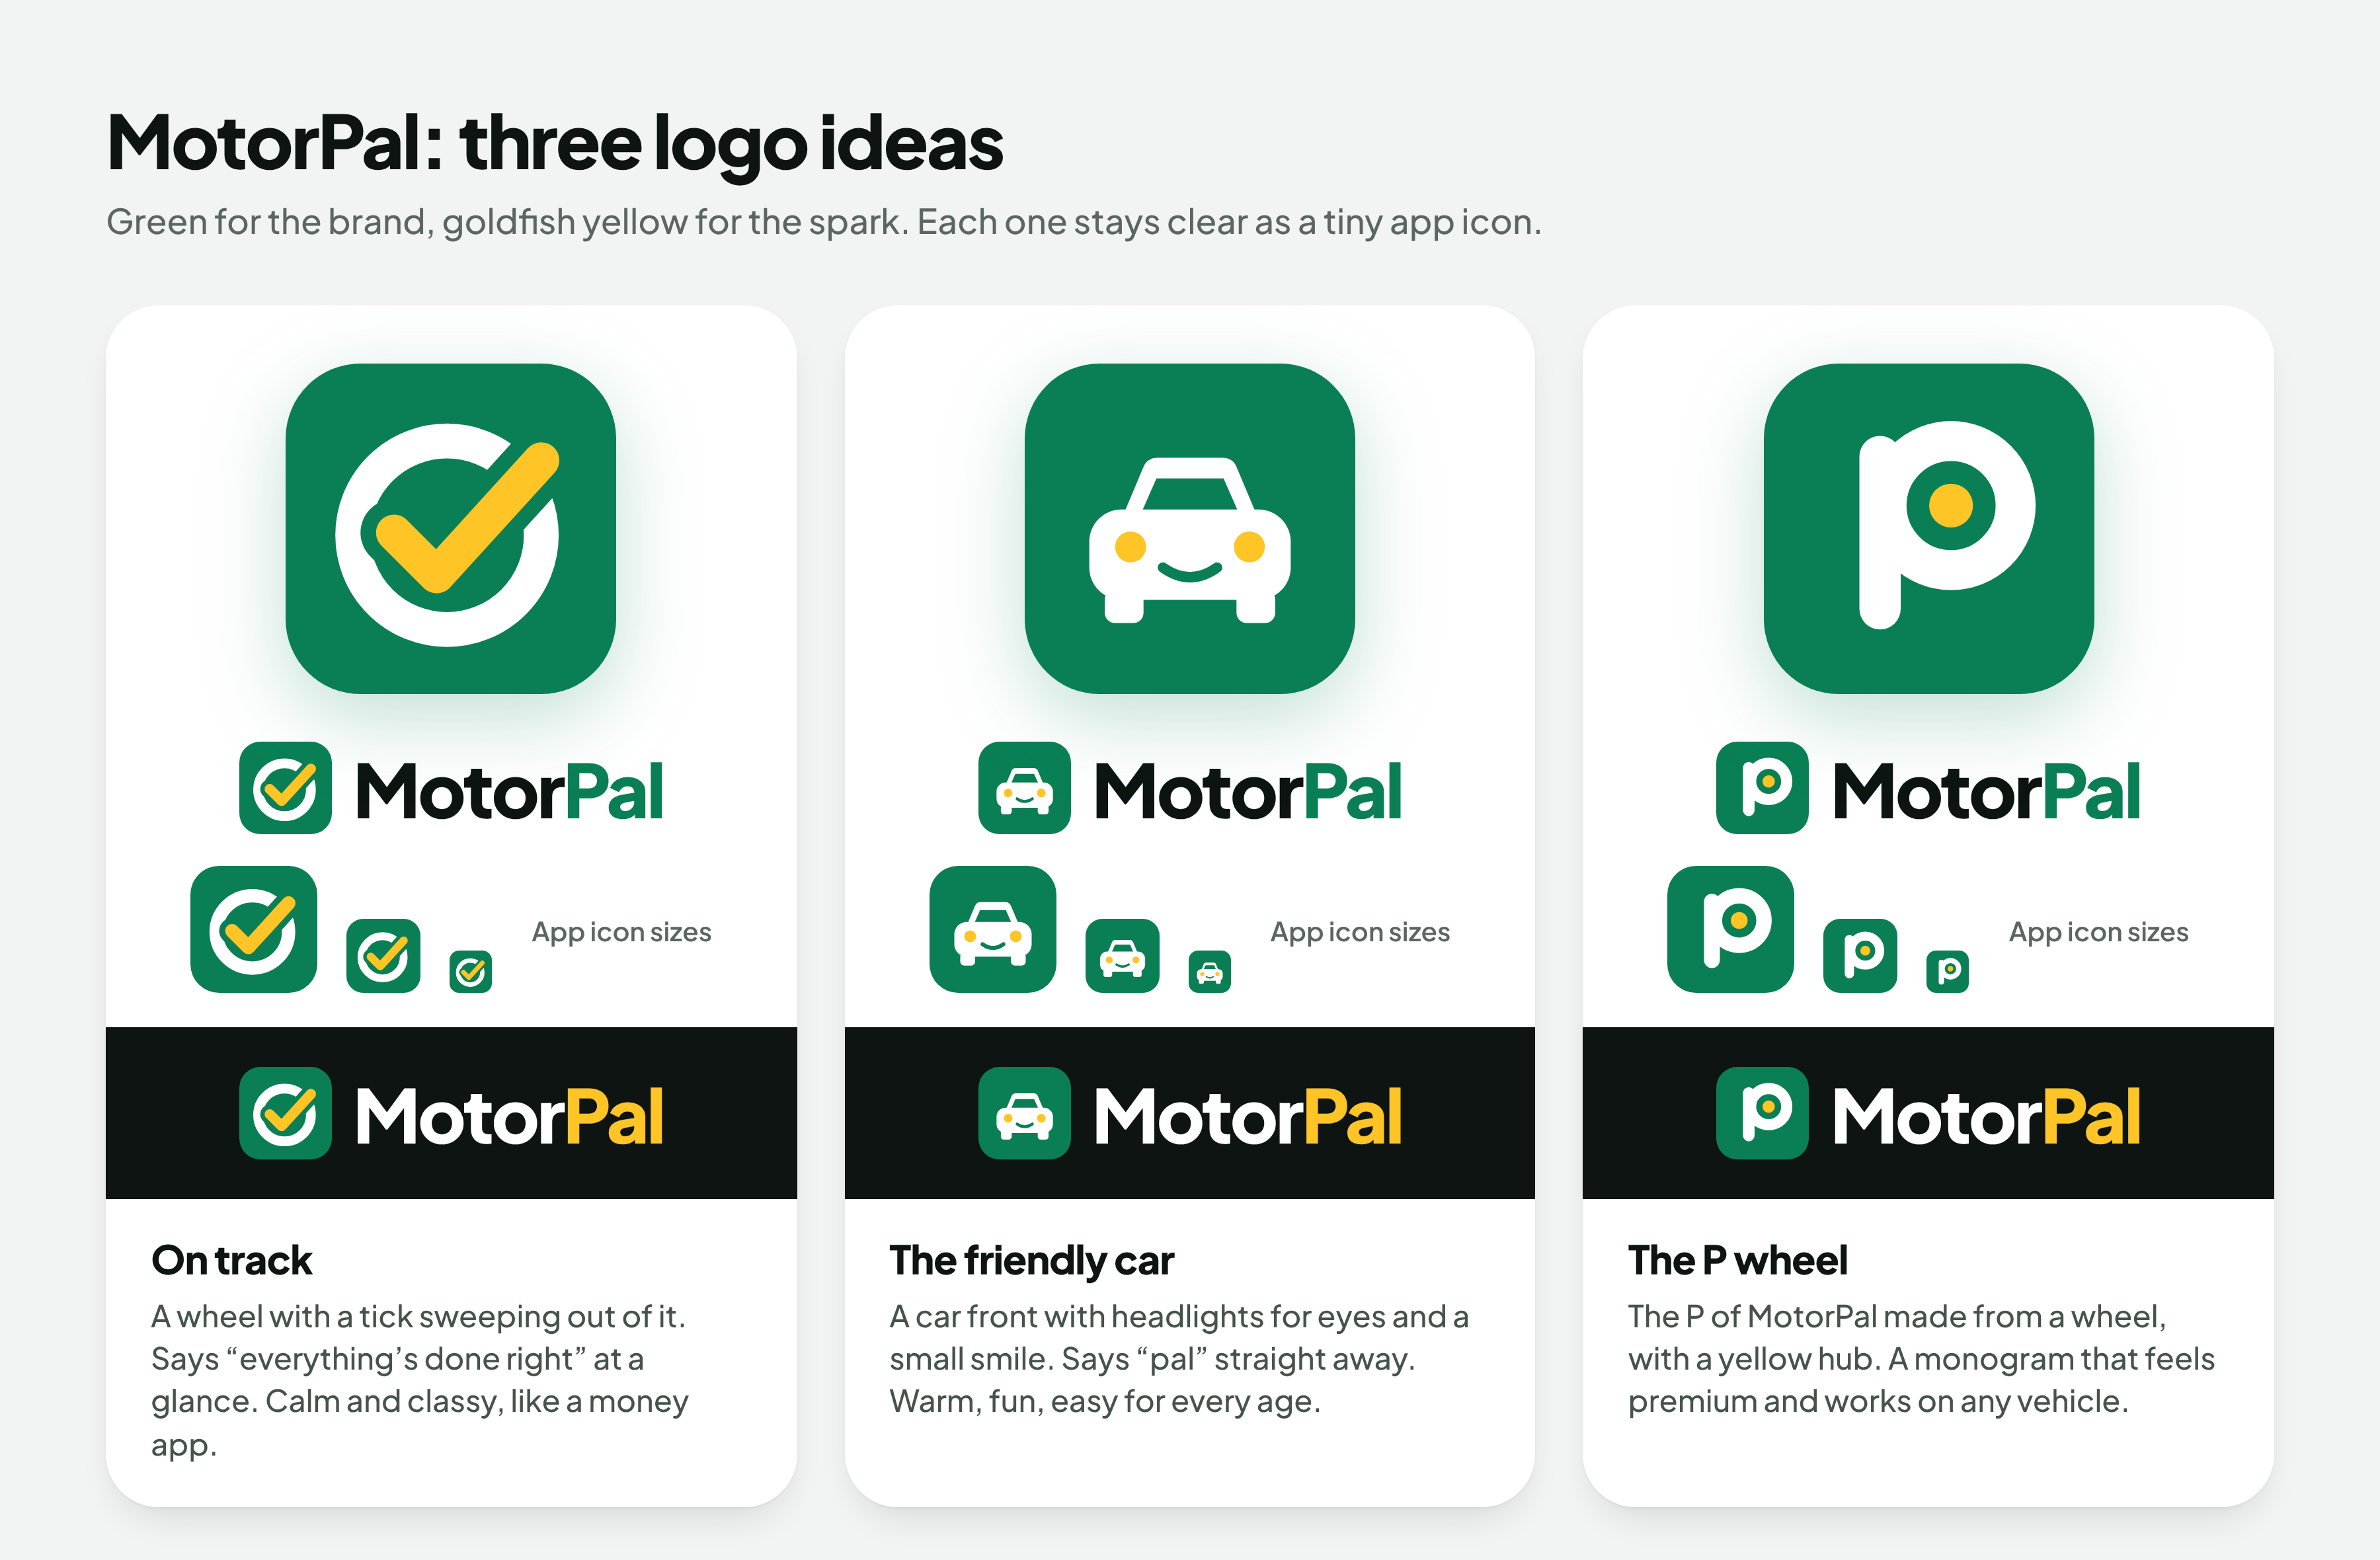 MotorPal: three logo ideas
Green for the brand, goldfish yellow for the spark. Each one stays clear as a tiny app icon.
MotorPal
App icon sizes
MotorPal
On track
A wheel with a tick sweeping out of it.
Says “everything’s done right” at a
glance. Calm and classy, like a money
app.
MotorPal
App icon sizes
MotorPal
The friendly car
A car front with headlights for eyes and a
small smile. Says “pal” straight away.
Warm, fun, easy for every age.
MotorPal
App icon sizes
MotorPal
The P wheel
The P of MotorPal made from a wheel,
with a yellow hub. A monogram that feels
premium and works on any vehicle.